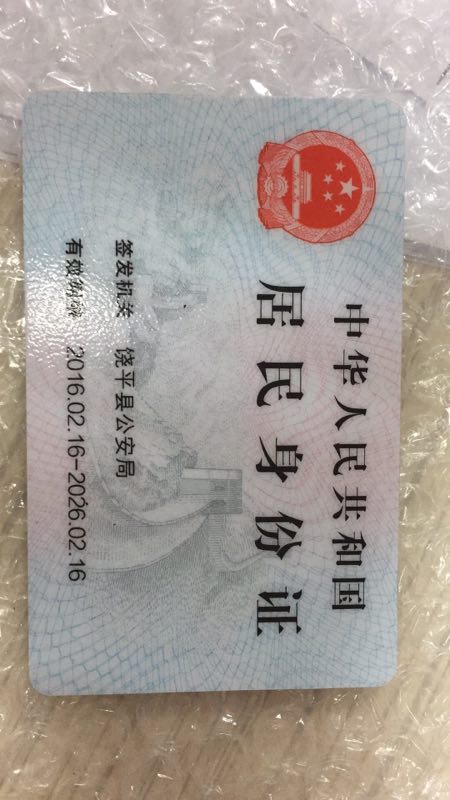 中华人民共和国
居民身份证
签发机关 饶平县公安局
有效期限 2016.02.16-2026.02.16